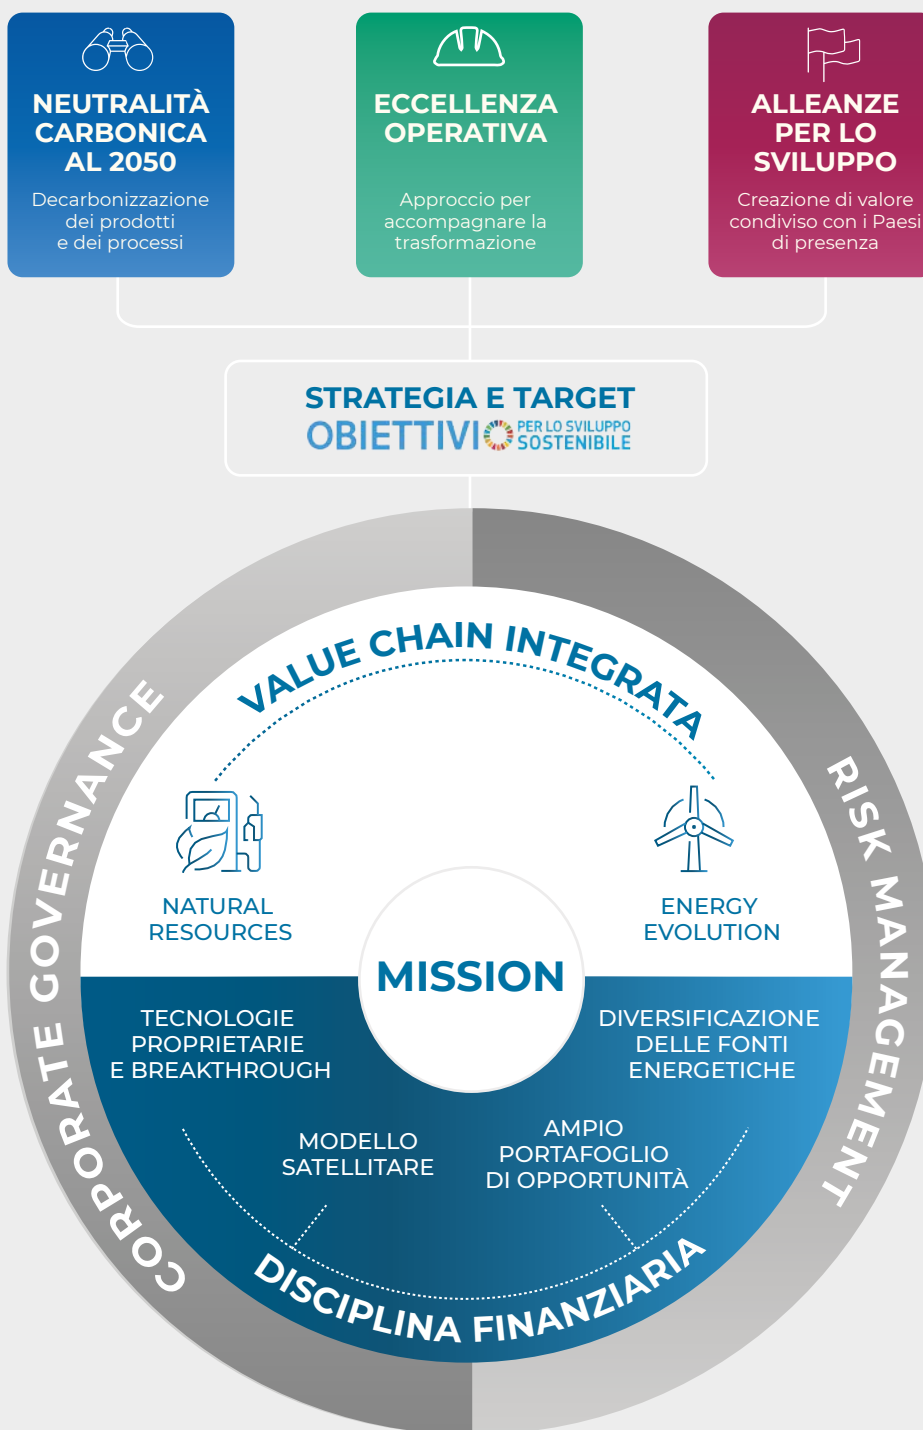 NEUTRALITÀ
CARBONICA
AL 2050
Decarbonizzazione
dei prodotti
e dei processi
ECCELLENZA
OPERATIVA
Approccio per
accompagnare la
trasformazione
ALLEANZE
PER LO
SVILUPPO
Creazione di valore
condiviso con i Paesi
di presenza
STRATEGIA E TARGET
OBIETTIVI PER LO SVILUPPO
SOSTENIBILE
CORPORATE GOVERNANCE
RISK MANAGEMENT
VALUE CHAIN INTEGRATA
NATURAL
RESOURCES
ENERGY
EVOLUTION
MISSION
TECNOLOGIE
PROPRIETARIE
E BREAKTHROUGH
DIVERSIFICAZIONE
DELLE FONTI
ENERGETICHE
MODELLO
SATELLITARE
AMPIO
PORTAFOGLIO
DI OPPORTUNITÀ
DISCIPLINA FINANZIARIA